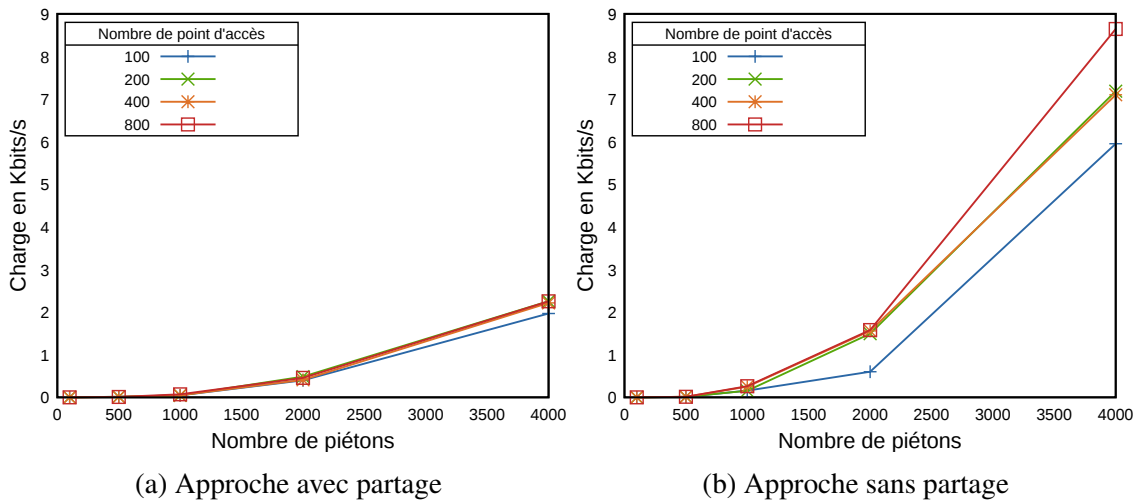 Nombre de point d'accès
100
200
400
800
9
8
7
6
5
4
3
2
1
0
Charge en Kbits/s
0 500 1000 1500 2000 2500 3000 3500 4000
Nombre de piétons
(a) Approche avec partage
Nombre de point d'accès
100
200
400
800
9
8
7
6
5
4
3
2
1
0
Charge en Kbits/s
0 500 1000 1500 2000 2500 3000 3500 4000
Nombre de piétons
(b) Approche sans partage